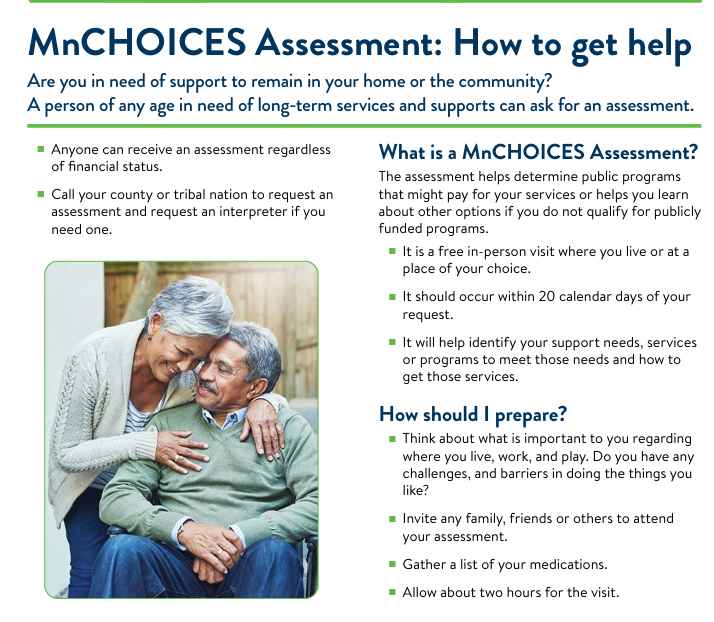 MnCHOICES Assessment: How to get help
Are you in need of support to remain in your home or the community?
A person of any age in need of long-term services and supports can ask for an assessment.
Anyone can receive an assessment regardless
of financial status.
Call your county or tribal nation to request an
assessment and request an interpreter if you
need one.
What is a MnCHOICES Assessment?
The assessment helps determine public programs
that might pay for your services or helps you learn
about other options if you do not qualify for publicly
funded programs.
It is a free in-person visit where you live or at a
place of your choice.
It should occur within 20 calendar days of your
request.
It will help identify your support needs, services
or programs to meet those needs and how to
get those services.
How should I prepare?
Think about what is important to you regarding
where you live, work, and play. Do you have any
challenges, and barriers in doing the things you
like?
Invite any family, friends or others to attend
your assessment.
Gather a list of your medications.
Allow about two hours for the visit.